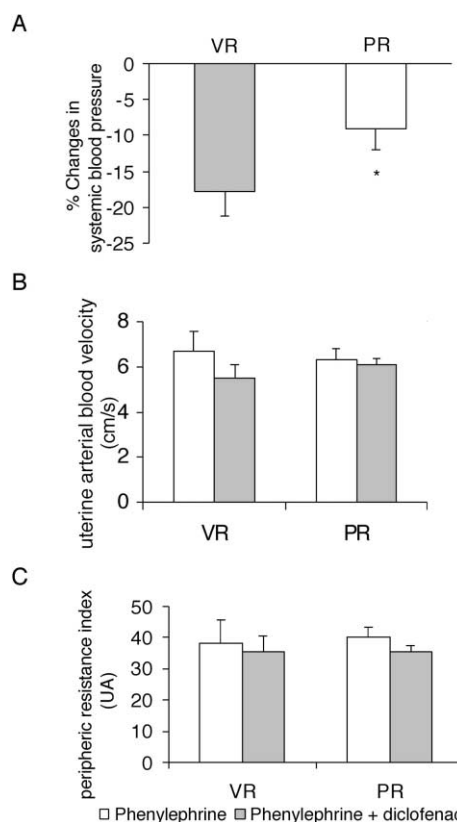 A
VR PR
0
-5
-10
-15
-20
-25
% Changes in
systemic blood pressure
*
B
8
6
4
2
0
uterine arterial blood velocity
(cm/s)
VR PR
C
50
40
30
20
10
0
peripheric resistance index
(UA)
VR PR
Phenylephrine Phenylephrine + diclofenac